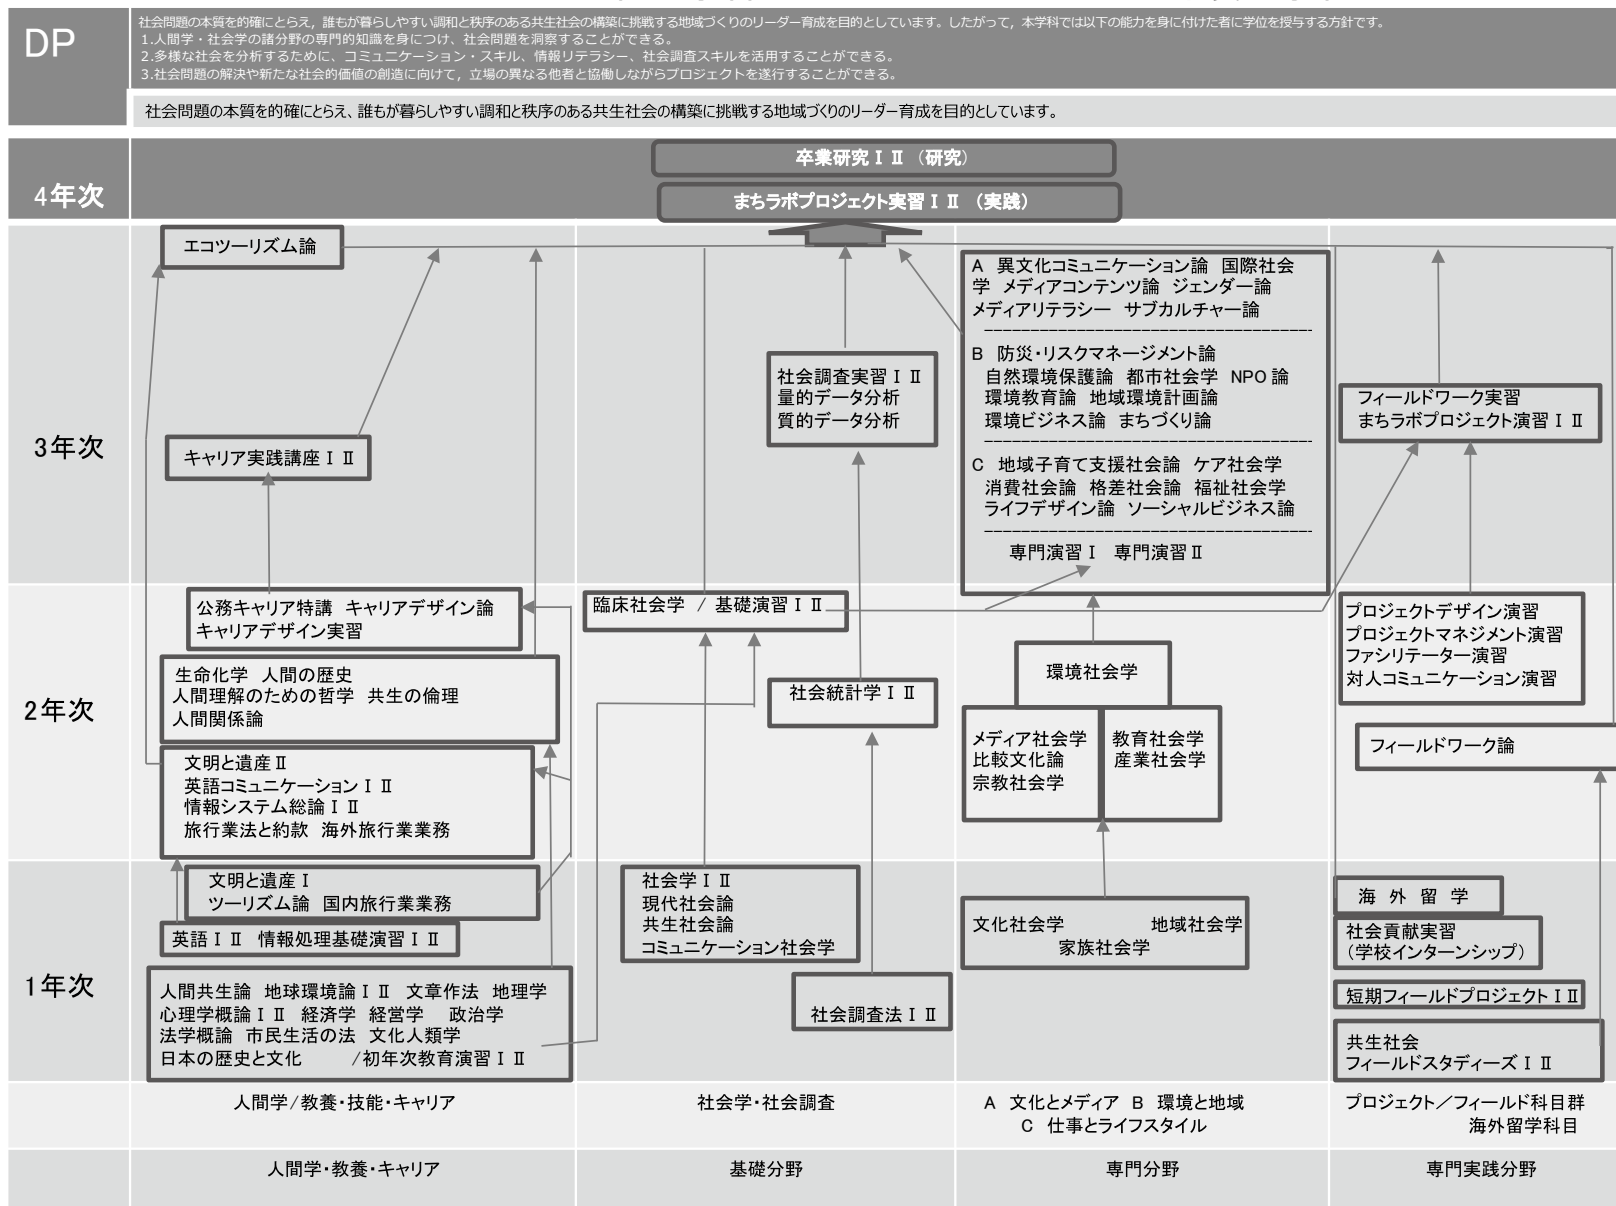 DP
社会問題の本質を的確にとらえ，誰もが暮らしやすい調和と秩序のある共生社会の構築に挑戦する地域づくりのリーダー育成を目的としています。したがって，本学科では以下の能力を身に付けた者に学位を授与する方針です。
1.人間学・社会学の諸分野の専門的知識を身につけ、社会問題を洞察することができる。
2.多様な社会を分析するために、コミュニケーション・スキル、情報リテラシー、社会調査スキルを活用することができる。
3.社会問題の解決や新たな社会的価値の創造に向けて，立場の異なる他者と協働しながらプロジェクトを遂行することができる。
社会問題の本質を的確にとらえ、誰もが暮らしやすい調和と秩序のある共生社会の構築に挑戦する地域づくりのリーダー育成を目的としています。
4年次
卒業研究ⅠⅡ（研究）
まちラボプロジェクト実習ⅠⅡ （実践）
3年次
エコツーリズム論
キャリア実践講座ⅠⅡ
社会調査実習ⅠⅡ
量的データ分析
質的データ分析
A 異文化コミュニケーション論 国際社会
学 メディアコンテンツ論 ジェンダー論
メディアリテラシー サブカルチャー論
B 防災・リスクマネージメント論
自然環境保護論 都市社会学 NPO論
環境教育論 地域環境計画論
環境ビジネス論 まちづくり論
C 地域子育て支援社会論 ケア社会学
消費社会論 格差社会論 福祉社会学
ライフデザイン論 ソーシャルビジネス論
専門演習Ⅰ 専門演習Ⅱ
フィールドワーク実習
まちラボプロジェクト演習ⅠⅡ
2年次
公務キャリア特講 キャリアデザイン論
キャリアデザイン実習
生命化学 人間の歴史
人間理解のための哲学 共生の倫理
人間関係論
文明と遺産Ⅱ
英語コミュニケーションⅠⅡ
情報システム総論ⅠⅡ
旅行業法と約款 海外旅行業業務
臨床社会学 / 基礎演習ⅠⅡ
社会統計学ⅠⅡ
環境社会学
メディア社会学
比較文化論
宗教社会学
教育社会学
産業社会学
プロジェクトデザイン演習
プロジェクトマネジメント演習
ファシリテーター演習
対人コミュニケーション演習
フィールドワーク論
1年次
文明と遺産Ⅰ
ツーリズム論 国内旅行業業務
英語ⅠⅡ 情報処理基礎演習ⅠⅡ
人間共生論 地球環境論ⅠⅡ 文章作法 地理学
心理学概論ⅠⅡ 経済学 経営学 政治学
法学概論 市民生活の法 文化人類学
日本の歴史と文化 /初年次教育演習ⅠⅡ
社会学ⅠⅡ
現代社会論
共生社会論
コミュニケーション社会学
社会調査法ⅠⅡ
文化社会学 地域社会学
家族社会学
海 外 留 学
社会貢献実習
(学校インターンシップ)
短期フィールドプロジェクトⅠⅡ
共生社会
フィールドスタディーズⅠⅡ
人間学/教養・技能・キャリア
社会学・社会調査
A 文化とメディア B 環境と地域
C 仕事とライフスタイル
プロジェクト／フィールド科目群
海外留学科目
人間学・教養・キャリア
基礎分野
専門分野
専門実践分野